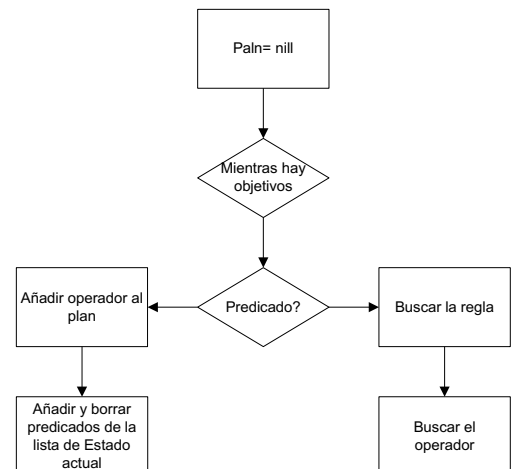 Paln= nill
Mientras hay
objetivos
Añadir operador al
plan
Predicado?
Buscar la regla
Añadir y borrar
predicados de la
lista de Estado
actual
Buscar el
operador